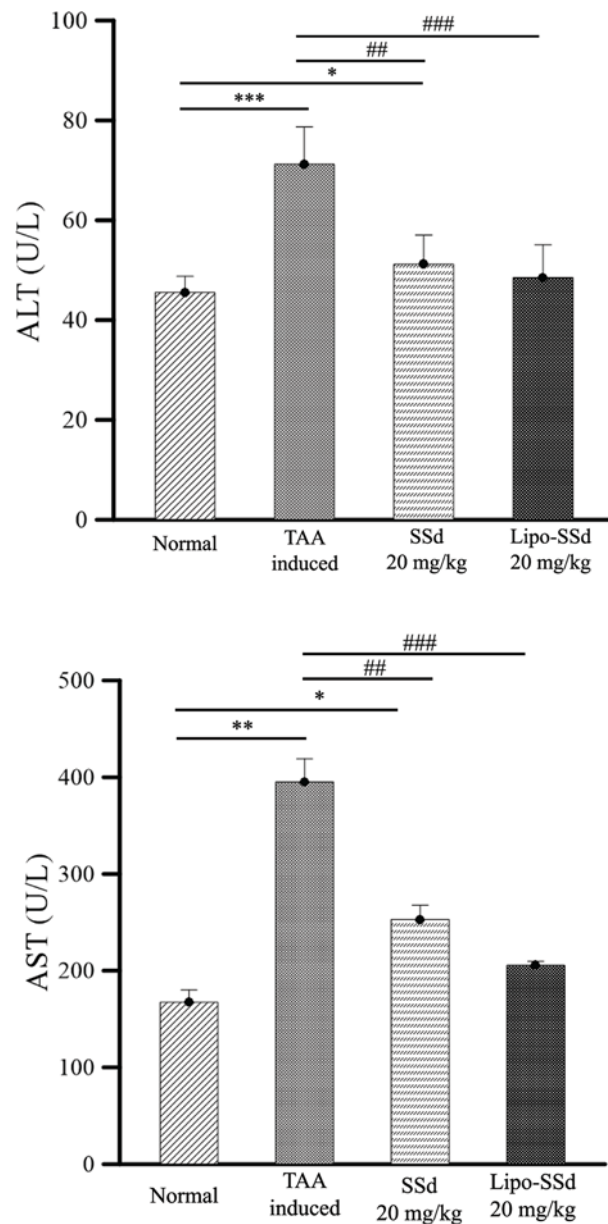 100
80
60
40
20
0
ALT (U/L)
###
##
*
***
Normal
TAA
induced
SSd
20 mg/kg
Lipo-SSd
20 mg/kg
500
400
300
200
100
0
AST (U/L)
###
##
*
**
Normal
TAA
induced
SSd
20 mg/kg
Lipo-SSd
20 mg/kg